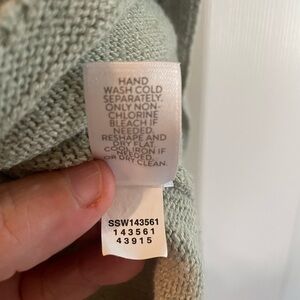 HAND
WASH COLD
SEPARATELY.
ONLY NON-
CHLORINE
BLEACH IF
NEEDED.
RESHAPE AND
DRY FLAT.
COOL IRON IF
NEEDED.
OR DRY CLEAN.
SSW143561
143561
43915